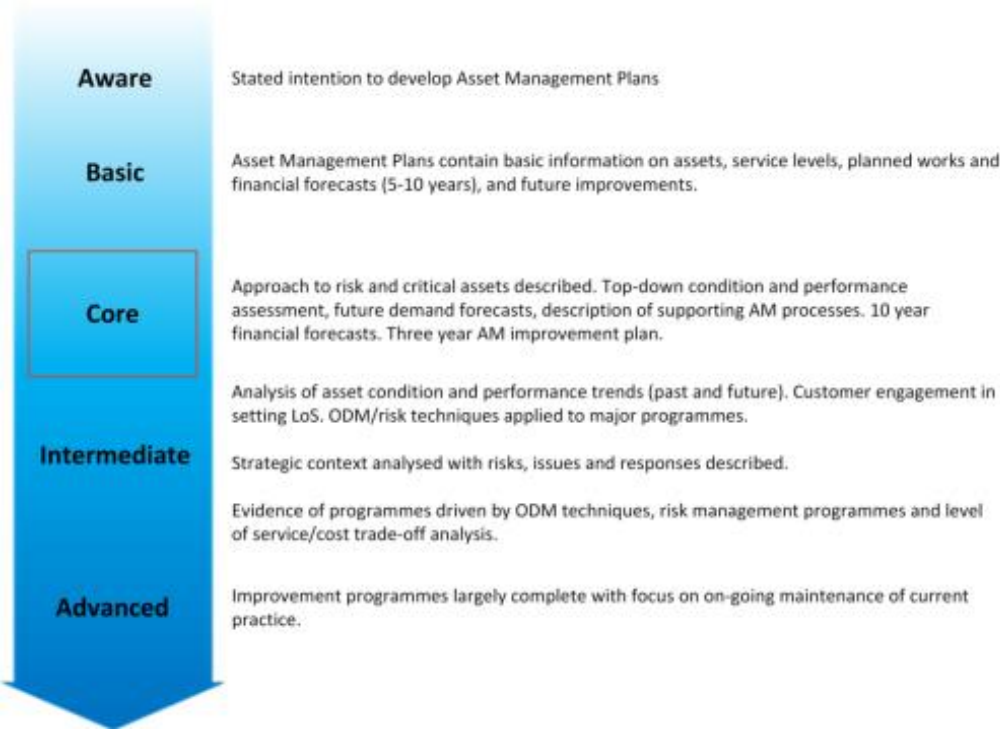 Aware
Stated intention to develop Asset Management Plans
Basic
Asset Management Plans contain basic information on assets, service levels, planned works and
financial forecasts (5-10 years), and future improvements.
Core
Approach to risk and critical assets described. Top-down condition and performance
assessment, future demand forecasts, description of supporting AM processes. 10 year
financial forecasts. Three year AM improvement plan.
Intermediate
Analysis of asset condition and performance trends (past and future). Customer engagement in
setting LoS. ODM/risk techniques applied to major programmes.
Strategic context analysed with risks, issues and responses described.
Evidence of programmes driven by ODM techniques, risk management programmes and level
of service/cost trade-off analysis.
Advanced
Improvement programmes largely complete with focus on on-going maintenance of current
practice.